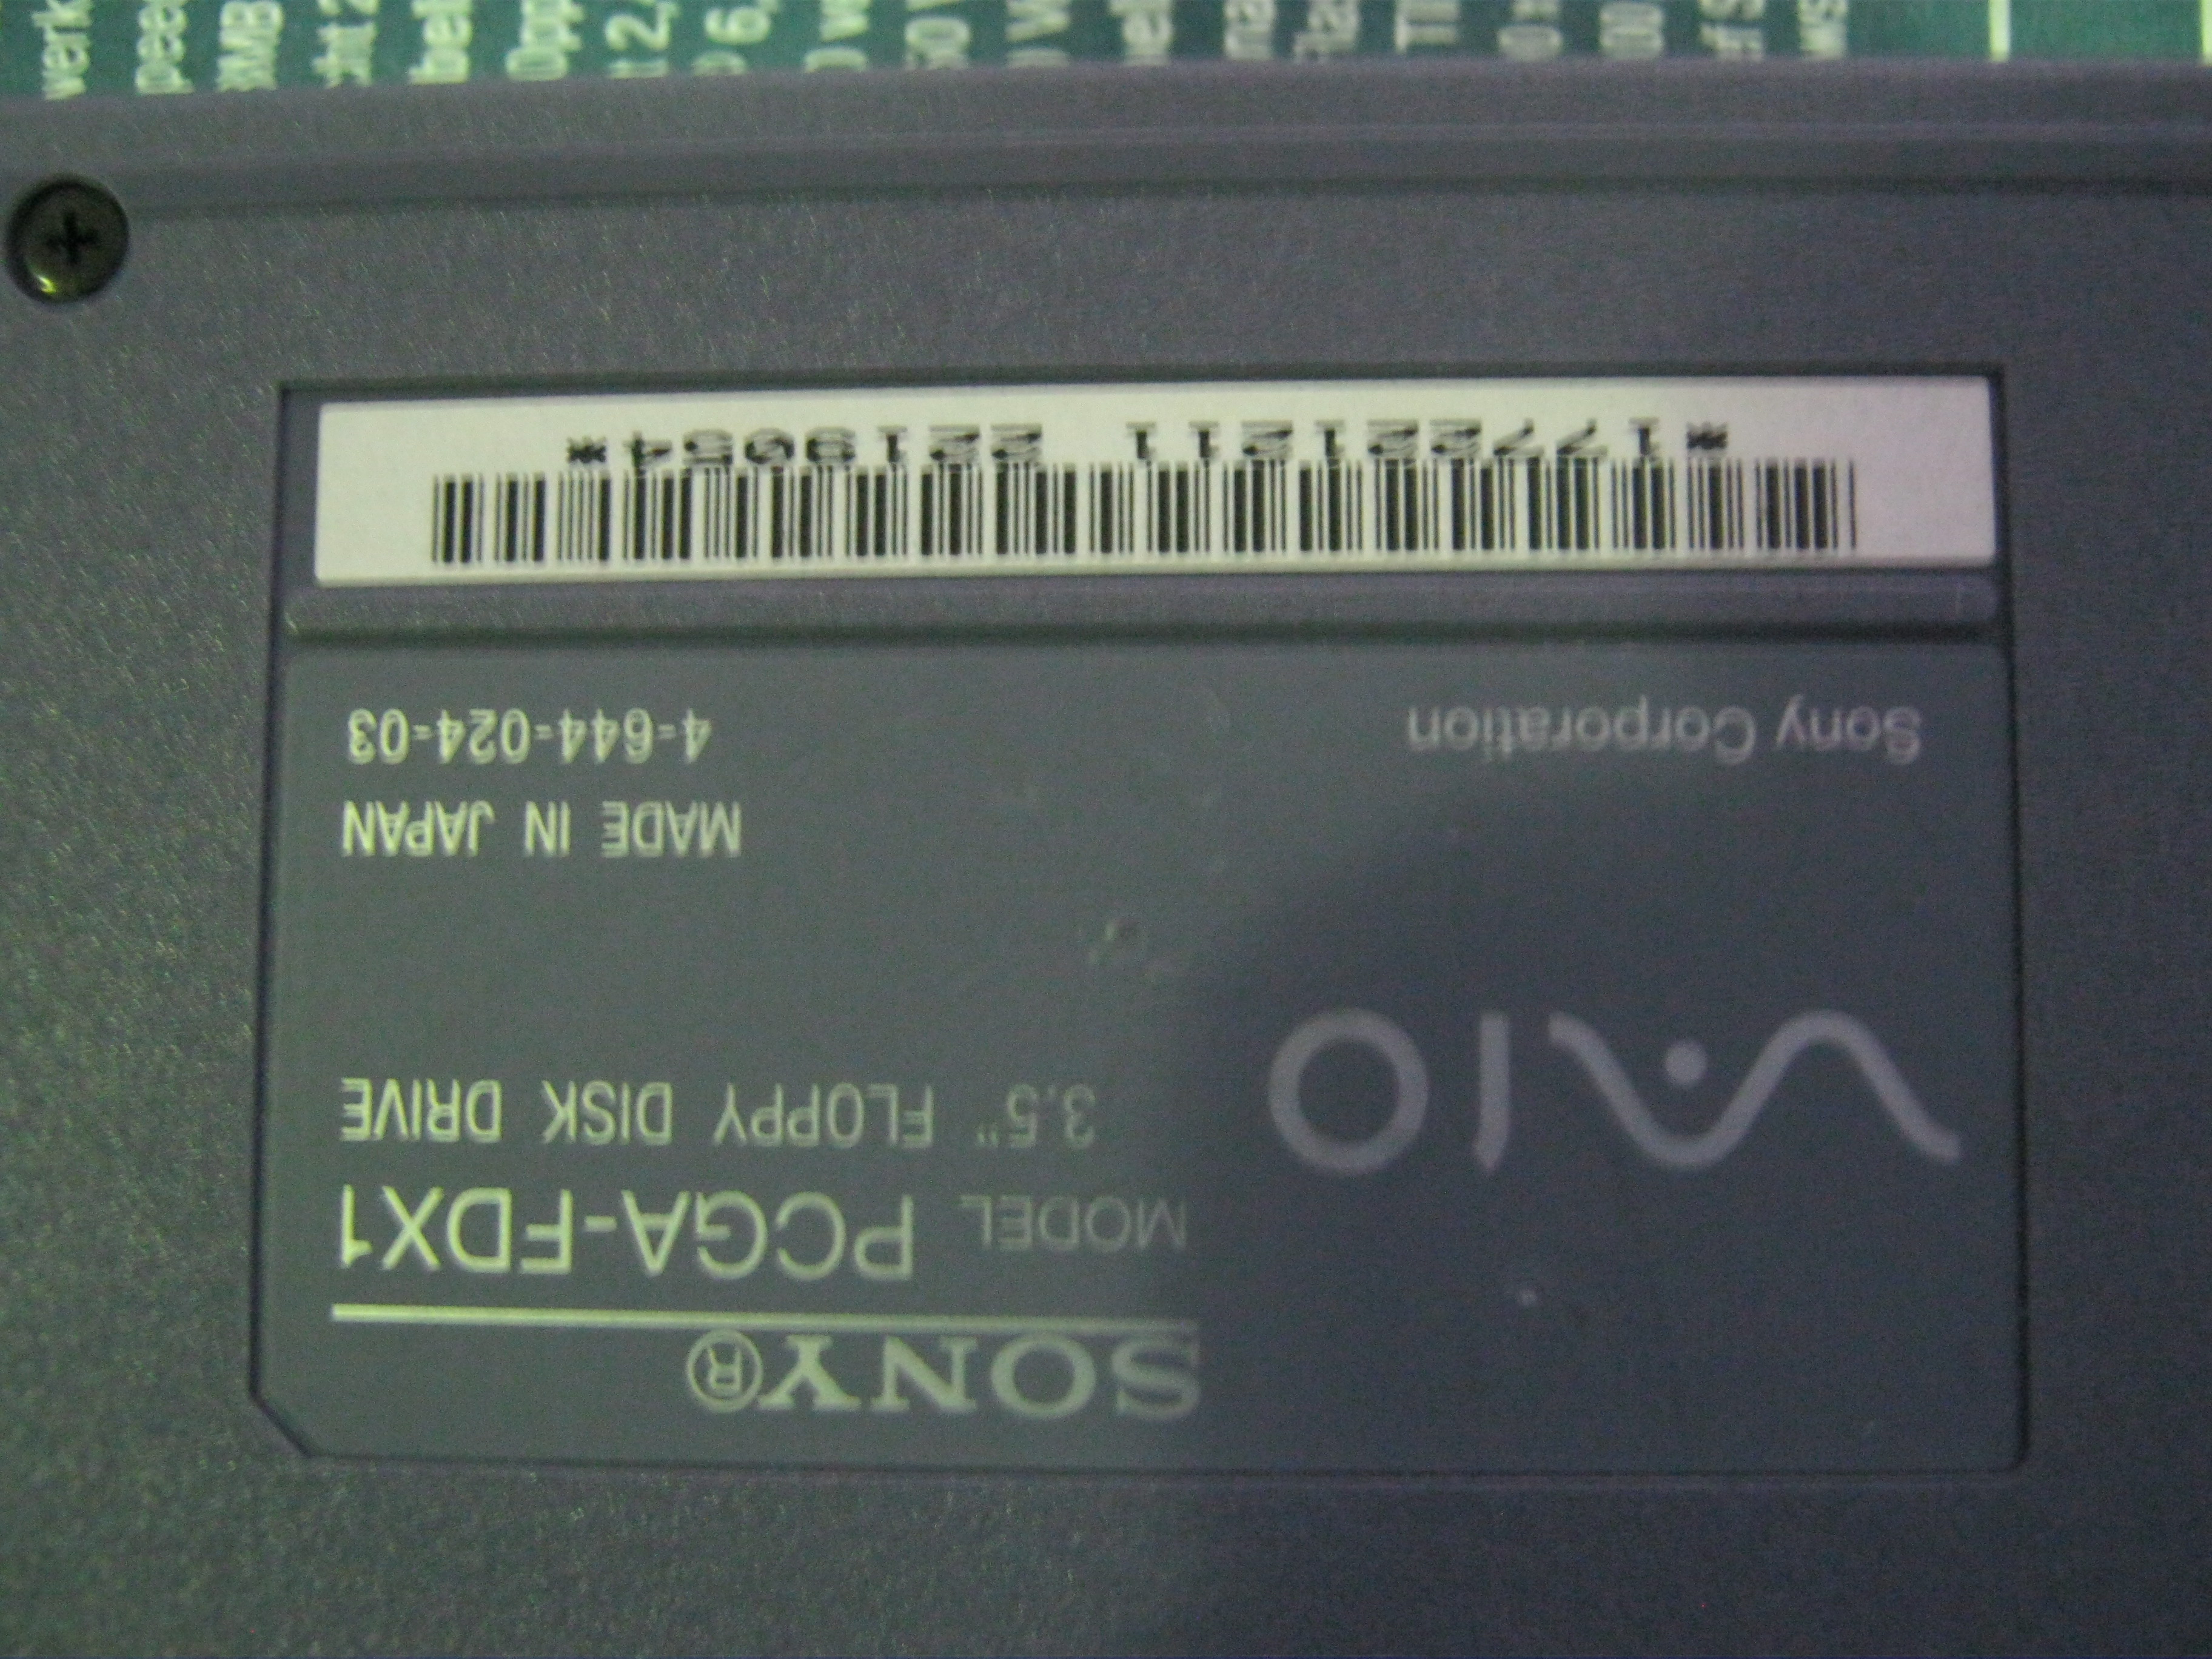 SONY®
MODEL PCGA-FDX1
VAIO 3.5" FLOPPY DISK DRIVE
MADE IN JAPAN
Sony Corporation 4-644-024-03
*177221211